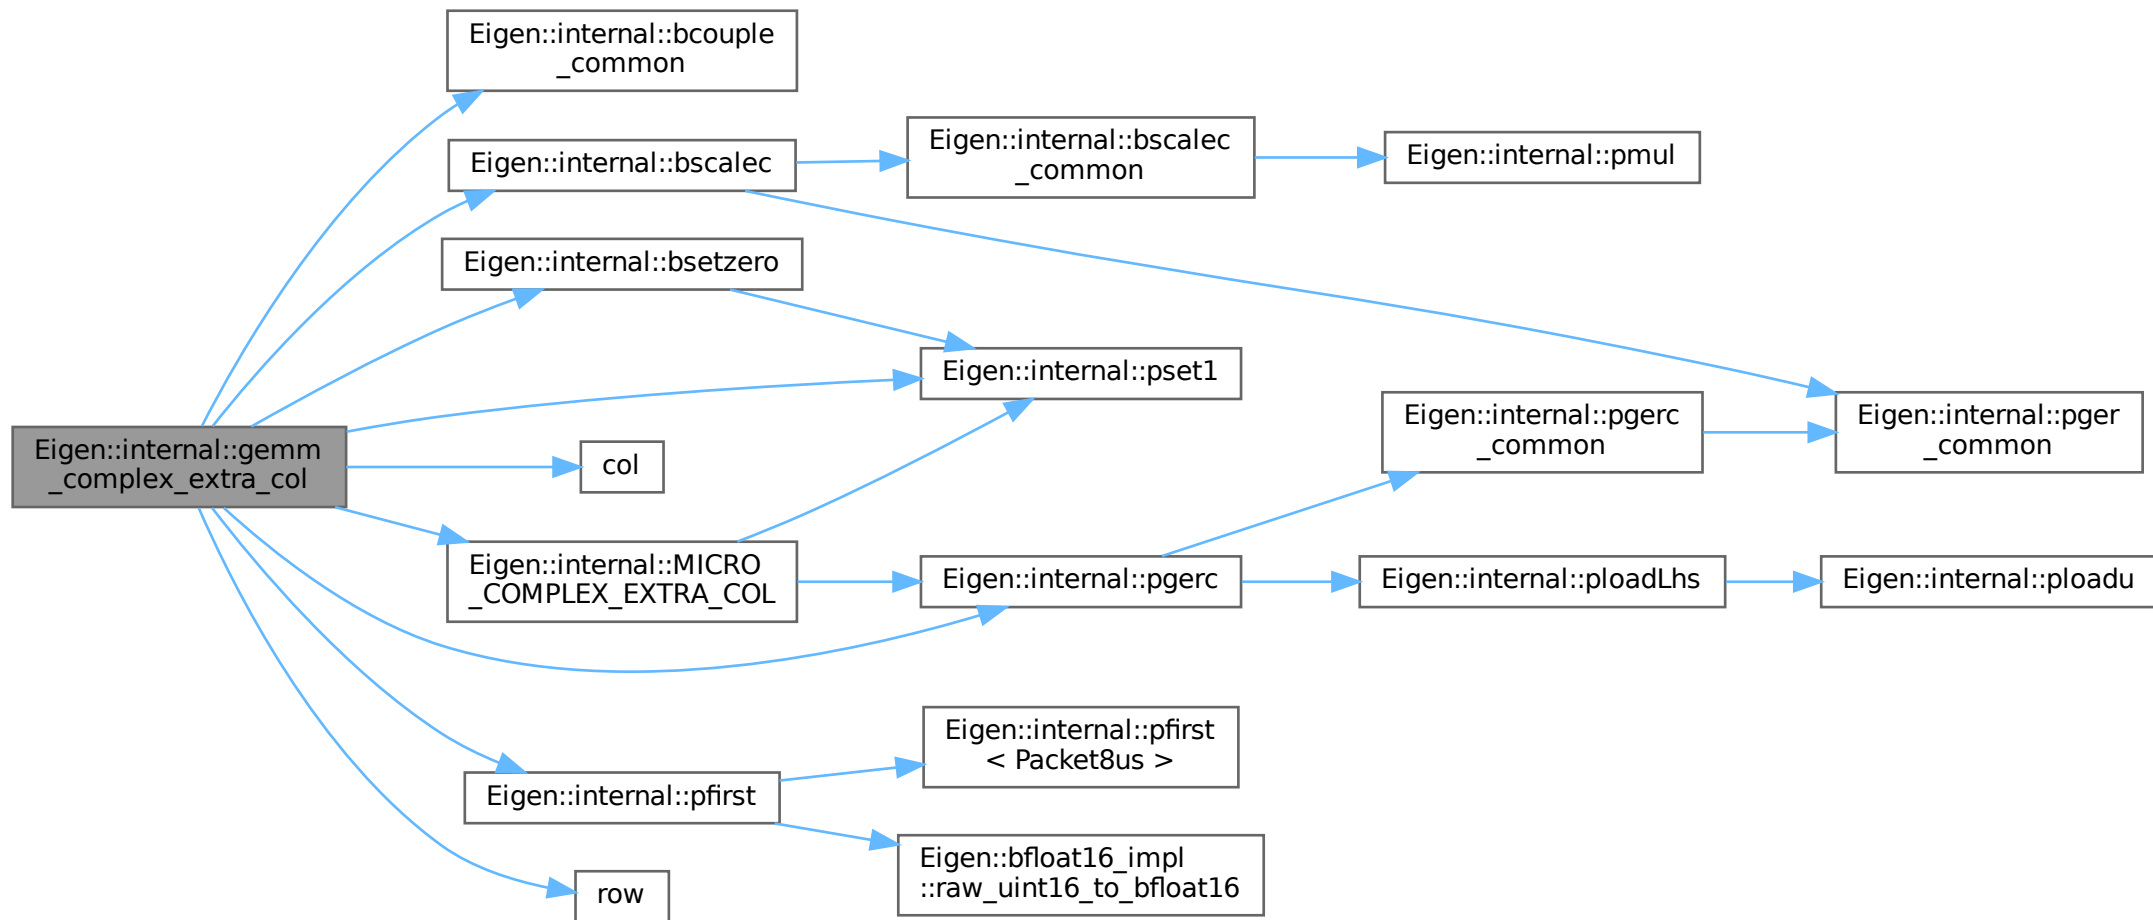 Eigen::internal::bcouple
_common
Eigen::internal::bscalec
Eigen::internal::bscalec
_common
Eigen::internal::pmul
Eigen::internal::bsetzero
Eigen::internal::pset1
Eigen::internal::gemm
_complex_extra_col
col
Eigen::internal::pgerc
_common
Eigen::internal::pger
_common
Eigen::internal::MICRO
_COMPLEX_EXTRA_COL
Eigen::internal::pgerc
Eigen::internal::ploadLhs
Eigen::internal::ploadu
Eigen::internal::pfirst
Eigen::internal::pfirst
< Packet8us >
Eigen::bfloat16_impl
::raw_uint16_to_bfloat16
row